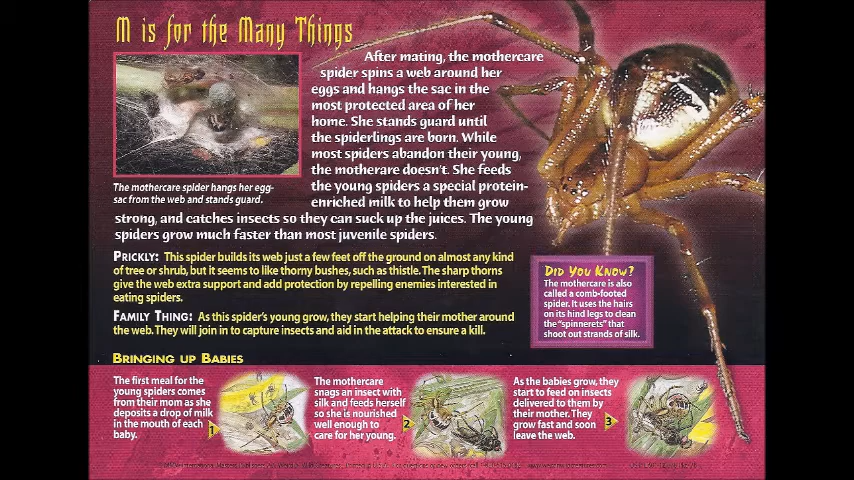 M is for the Many Things
After mating, the mothercare
spider spins a web around her
eggs and hangs the sac in the
most protected area of her
home. She stands guard until
the spiderlings are born. While
most spiders abandon their young,
the motherare doesn't. She feeds
the young spiders a special protein-
enriched milk to help them grow
strong, and catches insects so they can suck up the juices. The young
spiders grow much faster than most juvenile spiders.
The mothercare spider hangs her egg-
sac from the web and stands guard.
PRICKLY: This spider builds its web just a few feet off the ground on almost any kind
of tree or shrub, but it seems to like thorny bushes, such as thistle. The sharp thorns
give the web extra support and add protection by repelling enemies interested in
eating spiders.
FAMILY THING: As this spider's young grow, they start helping their mother around
the web. They will join in to capture insects and aid in the attack to ensure a kill.
DID YOU KNOW?
The mothercare is also
called a comb-footed
spider. It uses the hairs
on its hind legs to clean
the "spinnerets" that
shoot out strands of silk.
BRINGING UP BABIES
The first meal for the
young spiders comes
from their mom as she
deposits a drop of milk
in the mouth of each
baby.
1
The mothercare
snags an insect with
silk and feeds herself
so she is nourished
well enough to
care for her young.
2
As the babies grow, they
start to feed on insects
delivered to them by
their mother. They
grow fast and soon
leave the web.
3